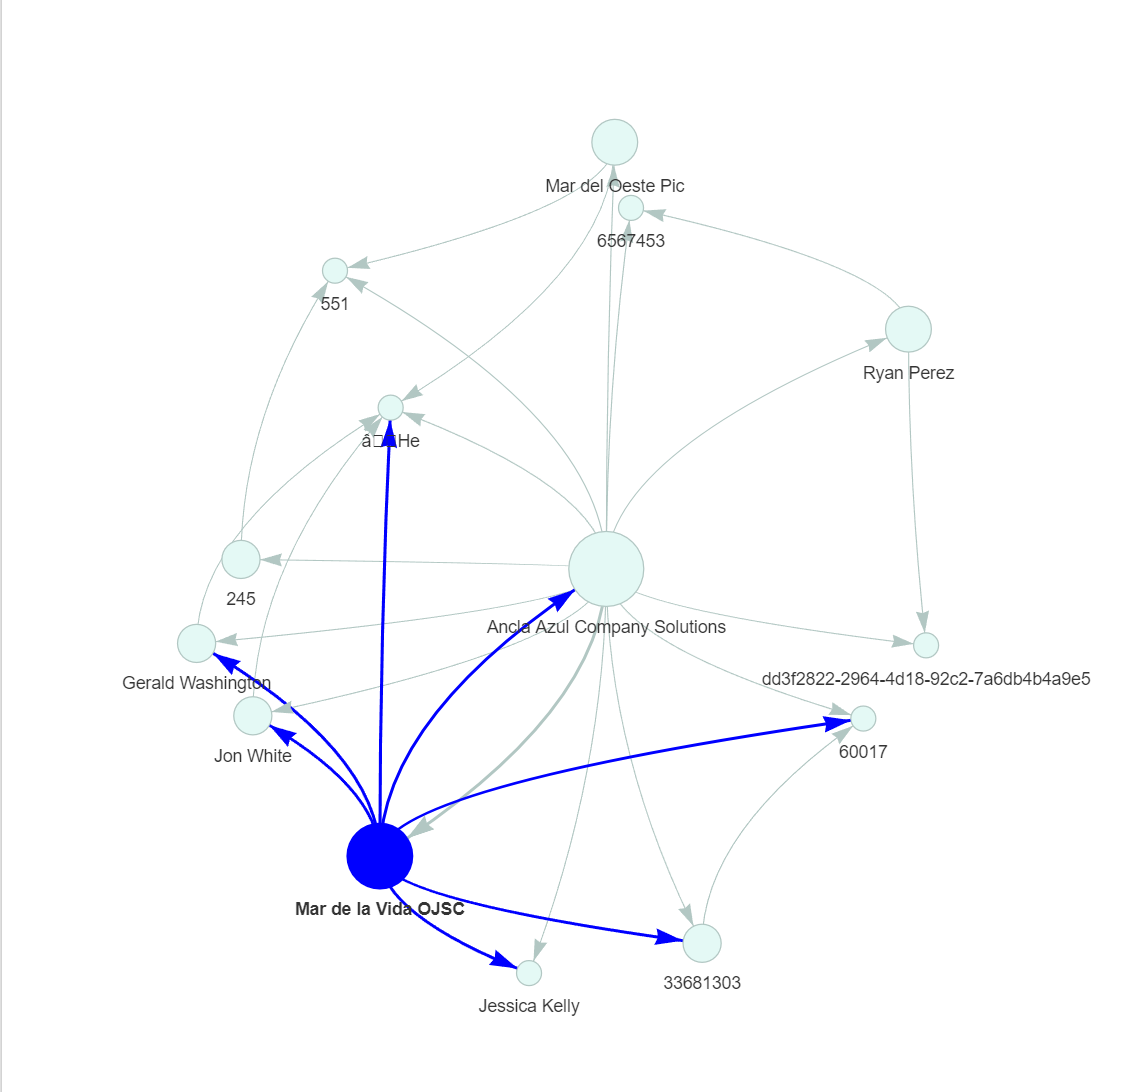 Mar del Oeste Pic
6567453
551
Ryan Perez
He
245
Ancla Azul Company Solutions
Gerald Washington
dd3f2822-2964-4d18-92c2-7a6db4b4a9e5
Jon White
60017
Mar de la Vida OJSC
33681303
Jessica Kelly